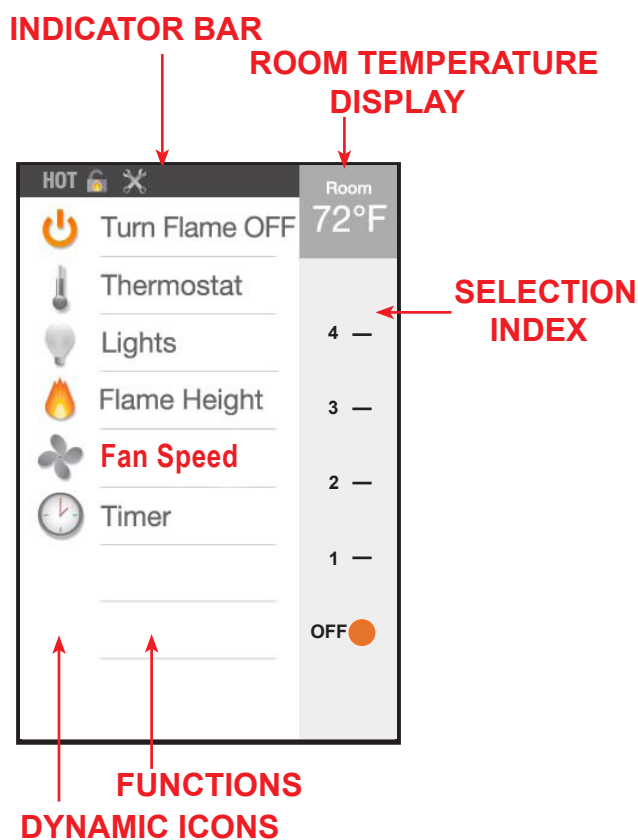 INDICATOR BAR
ROOM TEMPERATURE
DISPLAY
HOT
Room
72°F
Turn Flame OFF
Thermostat
Lights
Flame Height
Fan Speed
Timer
4
3
2
1
OFF
SELECTION
INDEX
FUNCTIONS
DYNAMIC ICONS